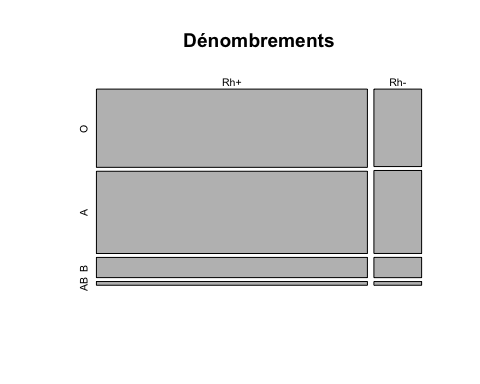 Dénombrements
Rh+ Rh-
O
A
B
AB